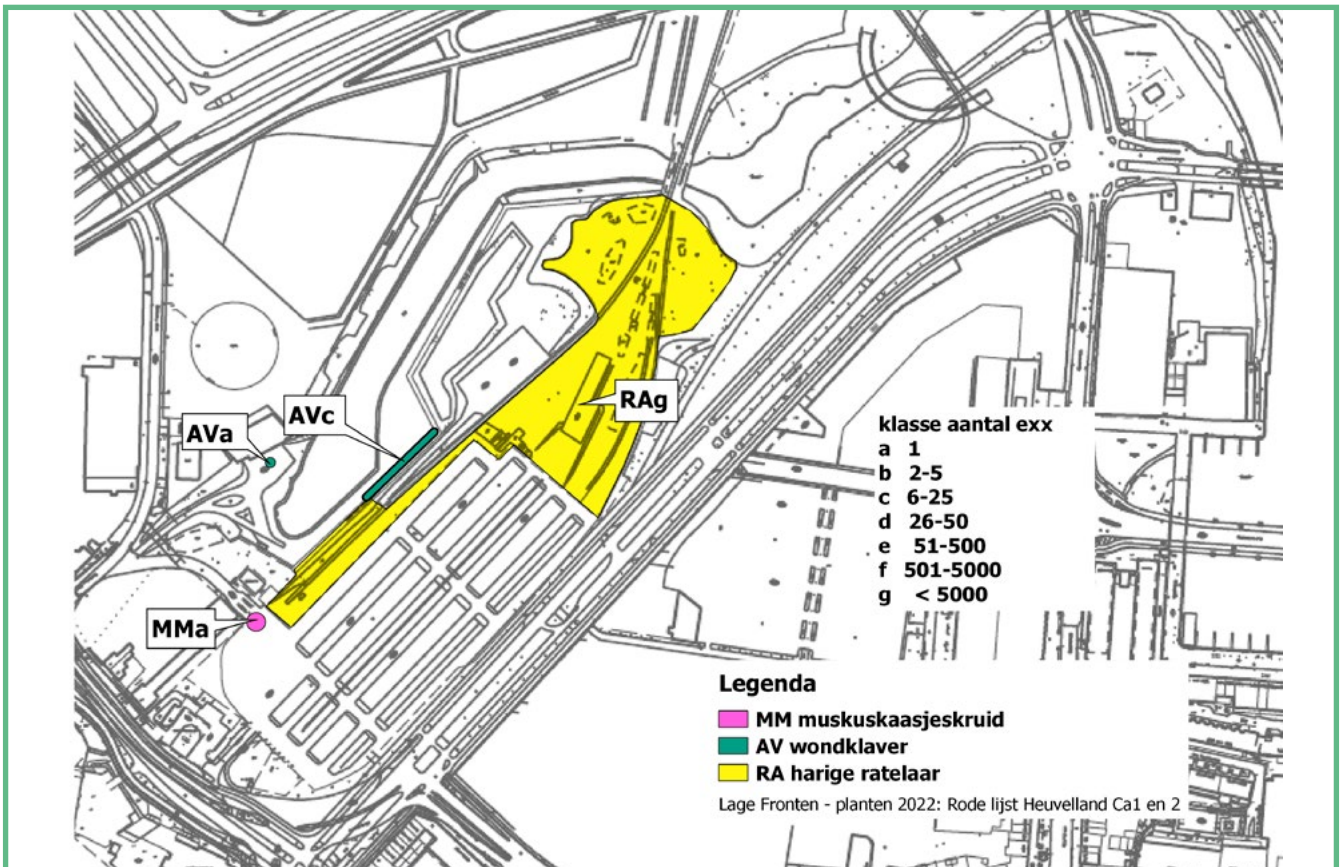 RAg
AVc
AVa
MMa
klasse aantal exx
a 1
b 2-5
c 6-25
d 26-50
e 51-500
f 501-5000
g < 5000
Legenda
MM muskuskaasjeskruid
AV wondklaver
RA harige ratelaar
Lage Fronten - planten 2022: Rode lijst Heuvelland Ca1 en 2